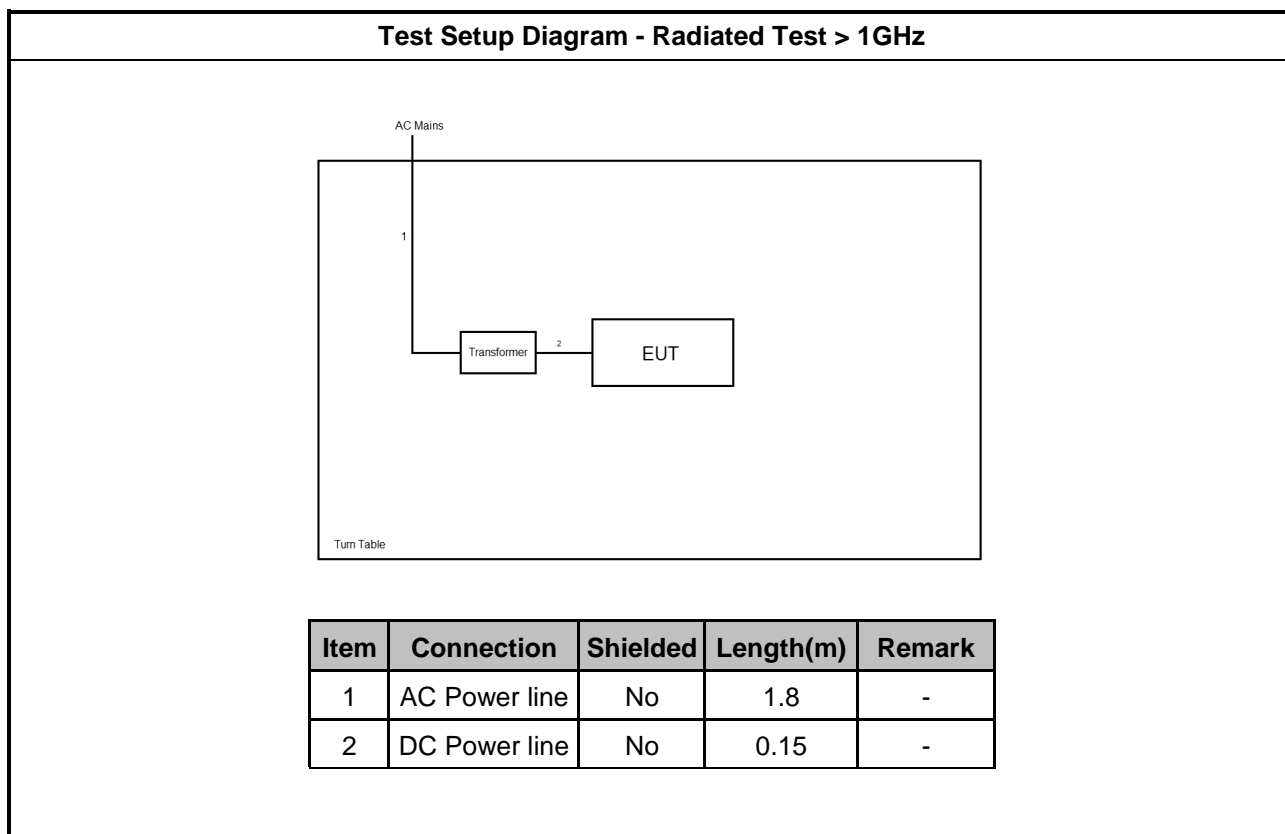 Test Setup Diagram - Radiated Test > 1GHz
AC Mains
1
Transformer
2
EUT
Turn Table
Item Connection Shielded Length(m) Remark
1 AC Power line No 1.8 -
2 DC Power line No 0.15 -